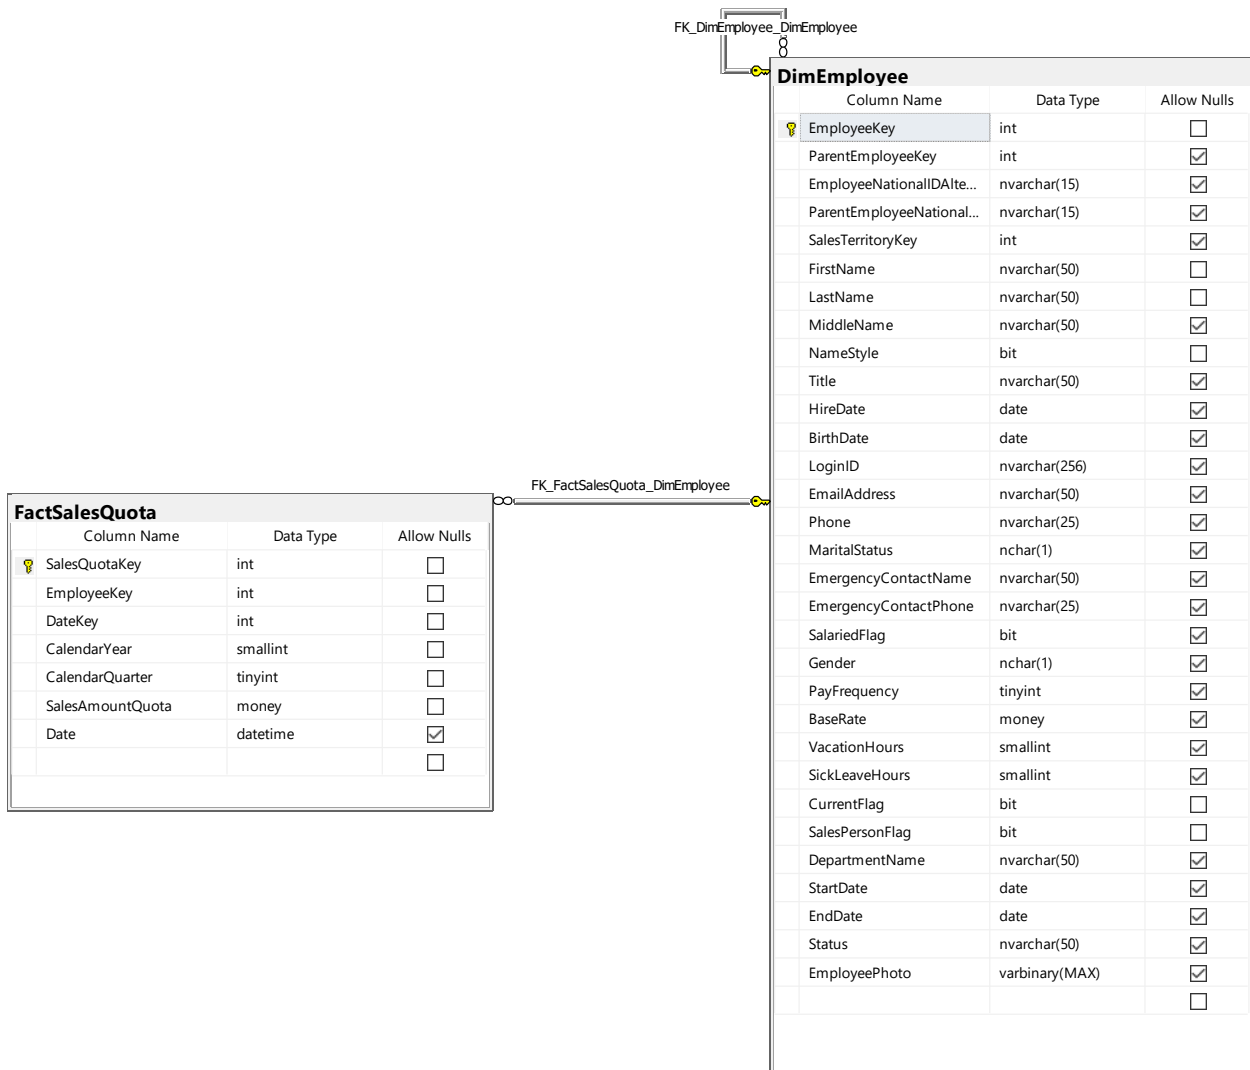 FK_DimEmployee_DimEmployee
DimEmployee
Column Name Data Type Allow Nulls
EmployeeKey int
ParentEmployeeKey int
EmployeeNationalIDAlte... nvarchar(15)
ParentEmployeeNational... nvarchar(15)
SalesTerritoryKey int
FirstName nvarchar(50)
LastName nvarchar(50)
MiddleName nvarchar(50)
NameStyle bit
Title nvarchar(50)
HireDate date
BirthDate date
LoginID nvarchar(256)
EmailAddress nvarchar(50)
Phone nvarchar(25)
MaritalStatus nchar(1)
EmergencyContactName nvarchar(50)
EmergencyContactPhone nvarchar(25)
SalariedFlag bit
Gender nchar(1)
PayFrequency tinyint
BaseRate money
VacationHours smallint
SickLeaveHours smallint
CurrentFlag bit
SalesPersonFlag bit
DepartmentName nvarchar(50)
StartDate date
EndDate date
Status nvarchar(50)
EmployeePhoto varbinary(MAX)
FK_FactSalesQuota_DimEmployee
FactSalesQuota
Column Name Data Type Allow Nulls
SalesQuotaKey int
EmployeeKey int
DateKey int
CalendarYear smallint
CalendarQuarter tinyint
SalesAmountQuota money
Date datetime